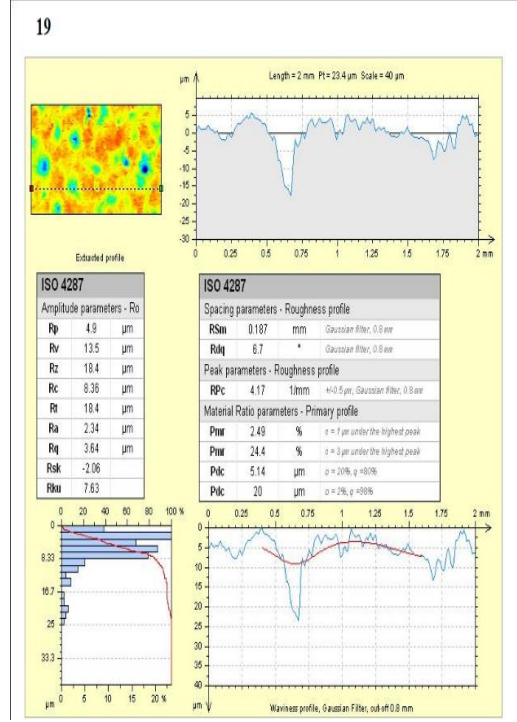 19
Length = 2 mm Pt = 23.4 µm Scale = 40 µm
µm
5
0
-5
-10
-15
-20
-25
-30
0 0.25 0.5 0.75 1 1.25 1.5 1.75 2 mm
Extracted profile
ISO 4287
Amplitude parameters - Ro
Rp 4.9 µm
Rv 13.5 µm
Rz 18.4 µm
Rc 8.36 µm
Rt 18.4 µm
Ra 2.34 µm
Rq 3.64 µm
Rsk -2.06
Rku 7.63
ISO 4287
Spacing parameters - Roughness profile
RSm 0.187 mm Gaussian filter, 0.8 mm
Rdq 6.7 ° Gaussian filter, 0.8 mm
Peak parameters - Roughness profile
RPc 4.17 1/mm +/-0.5 µm, Gaussian filter, 0.8 mm
Material Ratio parameters - Primary profile
Pmr 2.49 % c = 1 µm under the highest peak
Pmr 24.4 % c = 3 µm under the highest peak
Pdc 5.14 µm p = 20%, q = 80%
Pdc 20 µm p = 2%, q = 98%
0 20 40 60 80 100 %
0
8.33
16.7
25
33.3
µm
0 5 10 15 20 %
0 0.25 0.5 0.75 1 1.25 1.5 1.75 2 mm
0
5
10
15
20
25
30
35
40
µm
Waviness profile, Gaussian Filter, cut-off 0.8 mm